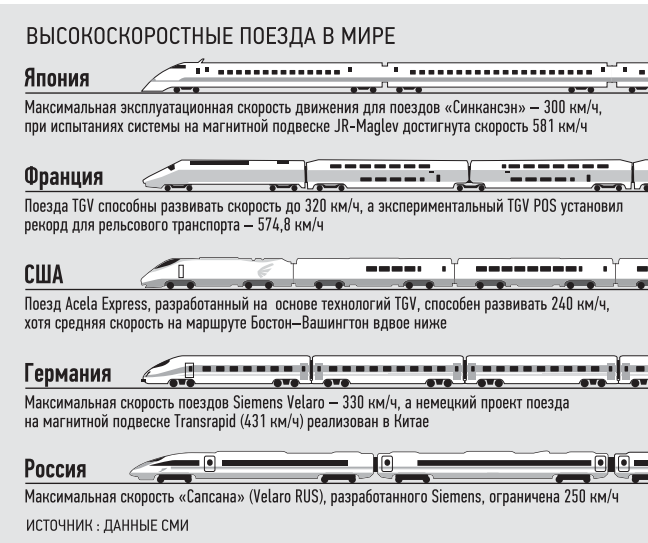 ВЫСОКОСКОРОСТНЫЕ ПОЕЗДА В МИРЕ
Япония
Максимальная эксплуатационная скорость движения для поездов «Синкансэн» – 300 км/ч,
при испытаниях системы на магнитной подвеске JR-Maglev достигнута скорость 581 км/ч
Франция
Поезда TGV способны развивать скорость до 320 км/ч, а экспериментальный TGV POS установил
рекорд для рельсового транспорта – 574,8 км/ч
США
Поезд Acela Express, разработанный на основе технологий TGV, способен развивать 240 км/ч,
хотя средняя скорость на маршруте Бостон–Вашингтон вдвое ниже
Германия
Максимальная скорость поездов Siemens Velaro – 330 км/ч, а немецкий проект поезда
на магнитной подвеске Transrapid (431 км/ч) реализован в Китае
Россия
Максимальная скорость «Сапсана» (Velaro RUS), разработанного Siemens, ограничена 250 км/ч
ИСТОЧНИК : ДАННЫЕ СМИ